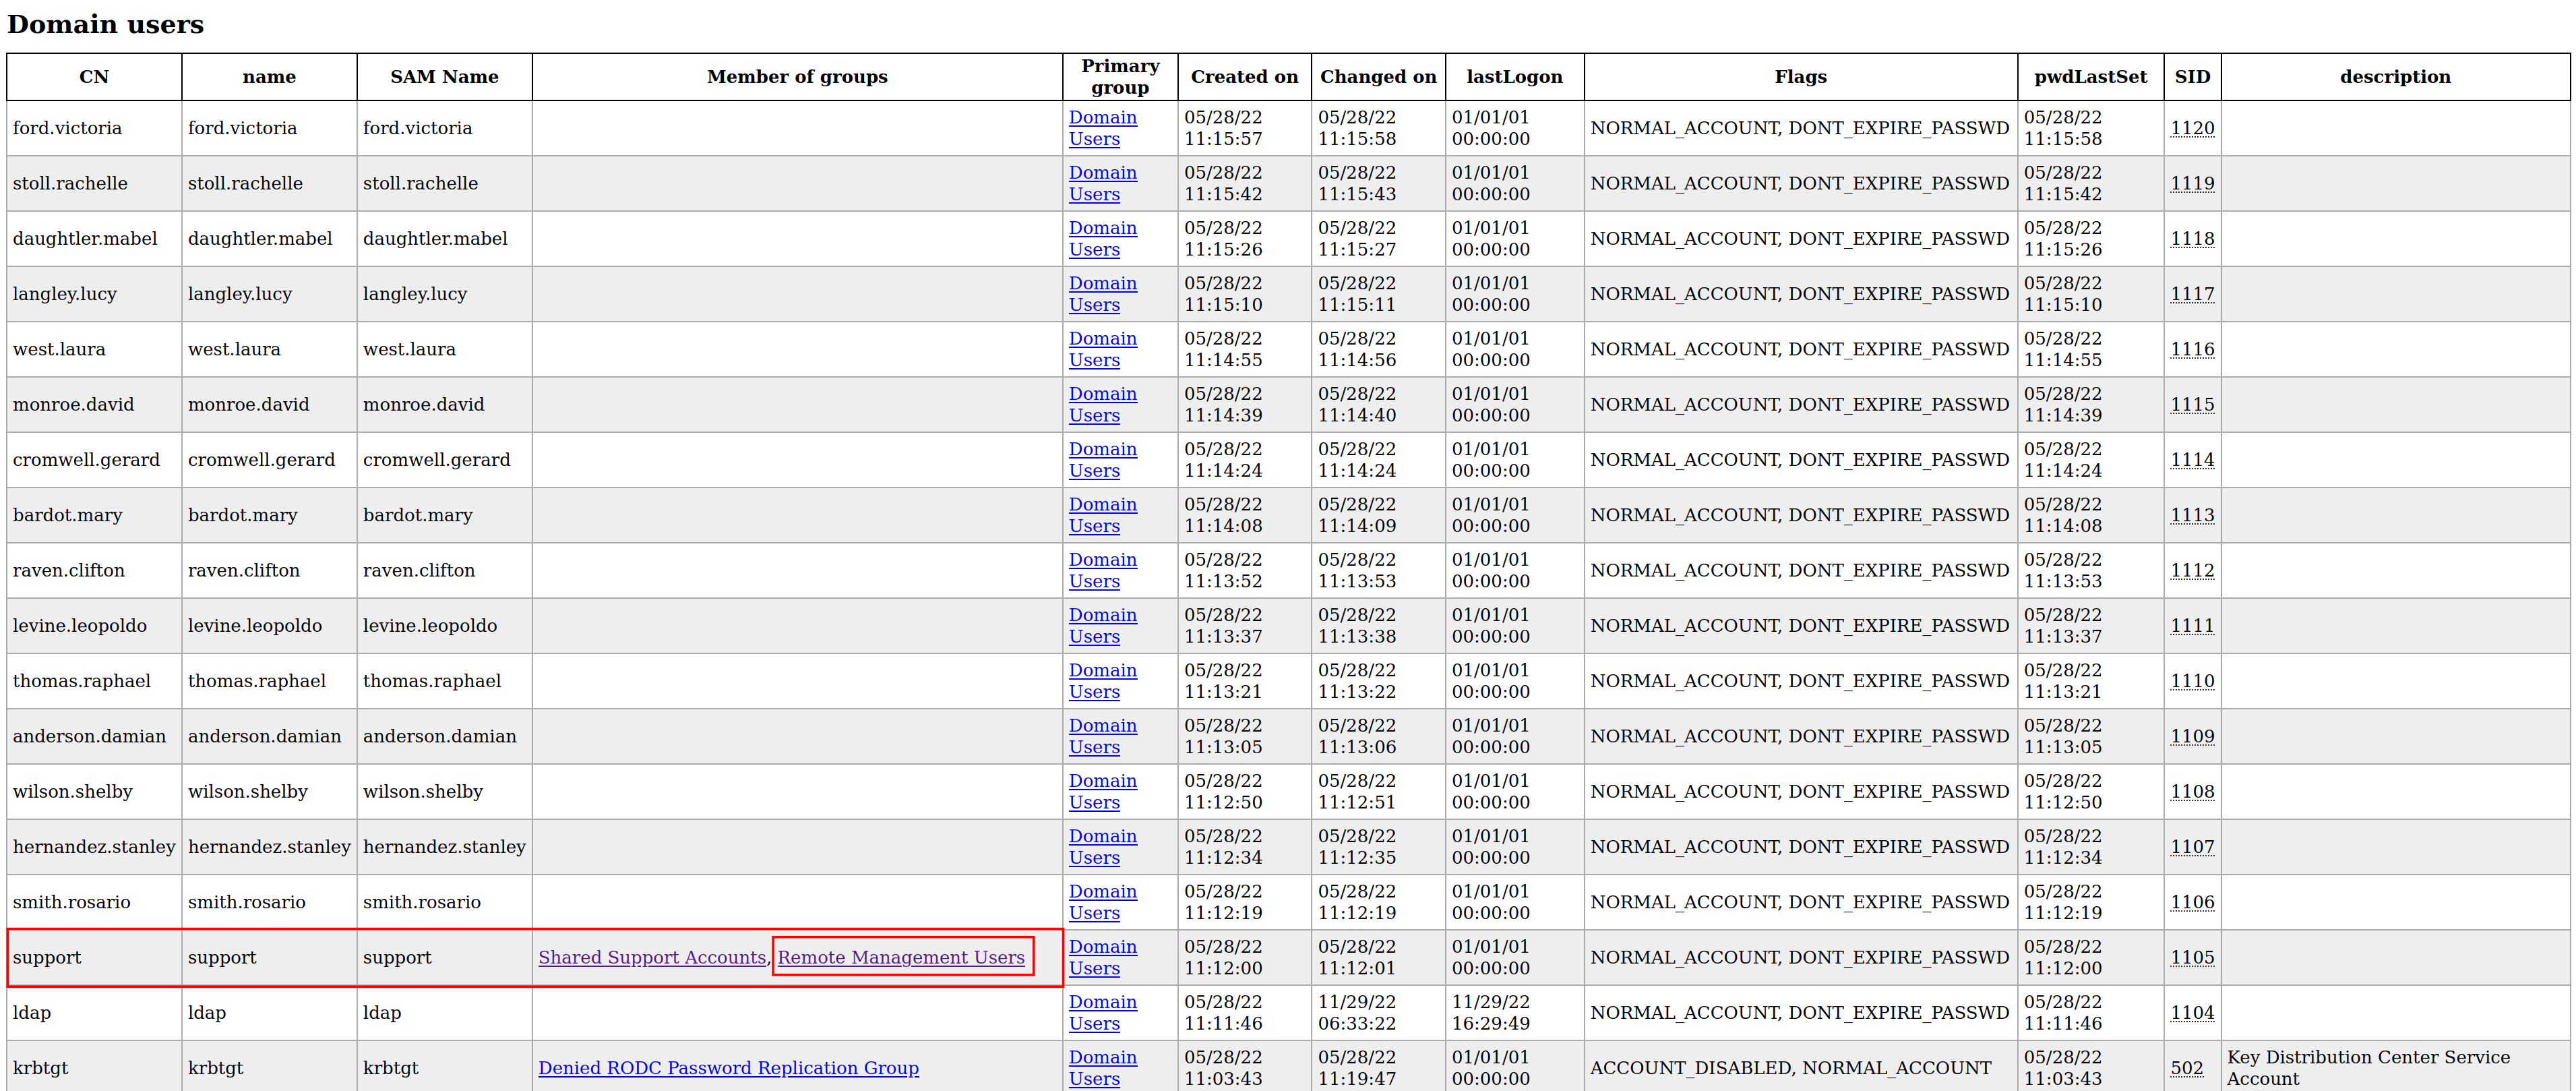 Domain users
CN name SAM Name Member of groups Primary group Created on Changed on lastLogon Flags pwdLastSet SID description
ford.victoria ford.victoria ford.victoria Domain Users 05/28/22 11:15:57 05/28/22 11:15:58 01/01/01 00:00:00 NORMAL_ACCOUNT, DONT_EXPIRE_PASSWD 05/28/22 11:15:58 1120
stoll.rachelle stoll.rachelle stoll.rachelle Domain Users 05/28/22 11:15:42 05/28/22 11:15:43 01/01/01 00:00:00 NORMAL_ACCOUNT, DONT_EXPIRE_PASSWD 05/28/22 11:15:42 1119
daughtler.mabel daughtler.mabel daughtler.mabel Domain Users 05/28/22 11:15:26 05/28/22 11:15:27 01/01/01 00:00:00 NORMAL_ACCOUNT, DONT_EXPIRE_PASSWD 05/28/22 11:15:26 1118
langley.lucy langley.lucy langley.lucy Domain Users 05/28/22 11:15:10 05/28/22 11:15:11 01/01/01 00:00:00 NORMAL_ACCOUNT, DONT_EXPIRE_PASSWD 05/28/22 11:15:10 1117
west.laura west.laura west.laura Domain Users 05/28/22 11:14:55 05/28/22 11:14:56 01/01/01 00:00:00 NORMAL_ACCOUNT, DONT_EXPIRE_PASSWD 05/28/22 11:14:55 1116
monroe.david monroe.david monroe.david Domain Users 05/28/22 11:14:39 05/28/22 11:14:40 01/01/01 00:00:00 NORMAL_ACCOUNT, DONT_EXPIRE_PASSWD 05/28/22 11:14:39 1115
cromwell.gerard cromwell.gerard cromwell.gerard Domain Users 05/28/22 11:14:24 05/28/22 11:14:24 01/01/01 00:00:00 NORMAL_ACCOUNT, DONT_EXPIRE_PASSWD 05/28/22 11:14:24 1114
bardot.mary bardot.mary bardot.mary Domain Users 05/28/22 11:14:08 05/28/22 11:14:09 01/01/01 00:00:00 NORMAL_ACCOUNT, DONT_EXPIRE_PASSWD 05/28/22 11:14:08 1113
raven.clifton raven.clifton raven.clifton Domain Users 05/28/22 11:13:52 05/28/22 11:13:53 01/01/01 00:00:00 NORMAL_ACCOUNT, DONT_EXPIRE_PASSWD 05/28/22 11:13:53 1112
levine.leopoldo levine.leopoldo levine.leopoldo Domain Users 05/28/22 11:13:37 05/28/22 11:13:38 01/01/01 00:00:00 NORMAL_ACCOUNT, DONT_EXPIRE_PASSWD 05/28/22 11:13:37 1111
thomas.raphael thomas.raphael thomas.raphael Domain Users 05/28/22 11:13:21 05/28/22 11:13:22 01/01/01 00:00:00 NORMAL_ACCOUNT, DONT_EXPIRE_PASSWD 05/28/22 11:13:21 1110
anderson.damian anderson.damian anderson.damian Domain Users 05/28/22 11:13:05 05/28/22 11:13:06 01/01/01 00:00:00 NORMAL_ACCOUNT, DONT_EXPIRE_PASSWD 05/28/22 11:13:05 1109
wilson.shelby wilson.shelby wilson.shelby Domain Users 05/28/22 11:12:50 05/28/22 11:12:51 01/01/01 00:00:00 NORMAL_ACCOUNT, DONT_EXPIRE_PASSWD 05/28/22 11:12:50 1108
hernandez.stanley hernandez.stanley hernandez.stanley Domain Users 05/28/22 11:12:34 05/28/22 11:12:35 01/01/01 00:00:00 NORMAL_ACCOUNT, DONT_EXPIRE_PASSWD 05/28/22 11:12:34 1107
smith.rosario smith.rosario smith.rosario Domain Users 05/28/22 11:12:19 05/28/22 11:12:19 01/01/01 00:00:00 NORMAL_ACCOUNT, DONT_EXPIRE_PASSWD 05/28/22 11:12:19 1106
support support support Shared Support Accounts, Remote Management Users Domain Users 05/28/22 11:12:00 05/28/22 11:12:01 01/01/01 00:00:00 NORMAL_ACCOUNT, DONT_EXPIRE_PASSWD 05/28/22 11:12:00 1105
ldap ldap ldap Domain Users 05/28/22 11:11:46 11/29/22 06:33:22 11/29/22 16:29:49 NORMAL_ACCOUNT, DONT_EXPIRE_PASSWD 05/28/22 11:11:46 1104
krbtgt krbtgt krbtgt Denied RODC Password Replication Group Domain Users 05/28/22 11:03:43 05/28/22 11:19:47 01/01/01 00:00:00 ACCOUNT_DISABLED, NORMAL_ACCOUNT 05/28/22 11:03:43 502 Key Distribution Center Service Account